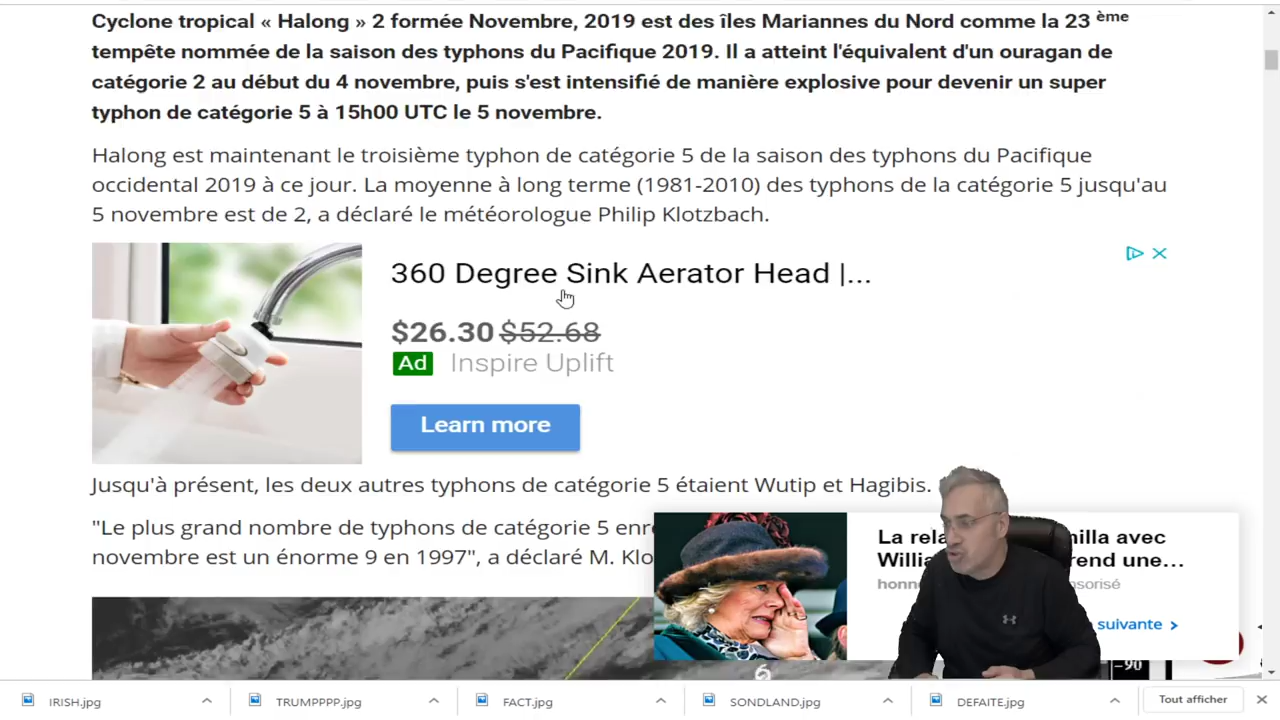 Cyclone tropical « Halong » 2 formée Novembre, 2019 est des îles Mariannes du Nord comme la 23 ème
tempête nommée de la saison des typhons du Pacifique 2019. Il a atteint l'équivalent d'un ouragan de
catégorie 2 au début du 4 novembre, puis s'est intensifié de manière explosive pour devenir un super
typhon de catégorie 5 à 15h00 UTC le 5 novembre.
Halong est maintenant le troisième typhon de catégorie 5 de la saison des typhons du Pacifique
occidental 2019 à ce jour. La moyenne à long terme (1981-2010) des typhons de la catégorie 5 jusqu'au
5 novembre est de 2, a déclaré le météorologue Philip Klotzbach.
360 Degree Sink Aerator Head |...
$26.30 $52.68
Ad Inspire Uplift
Learn more
Jusqu'à présent, les deux autres typhons de catégorie 5 étaient Wutip et Hagibis.
"Le plus grand nombre de typhons de catégorie 5
novembre est un énorme 9 en 1997", a déclaré M.
La avec
une...
suivante >
-90
IRISH.jpg
TRUMPPPP.jpg
FACT.jpg
SONDLAND.jpg
DEFAITE.jpg
Tout afficher